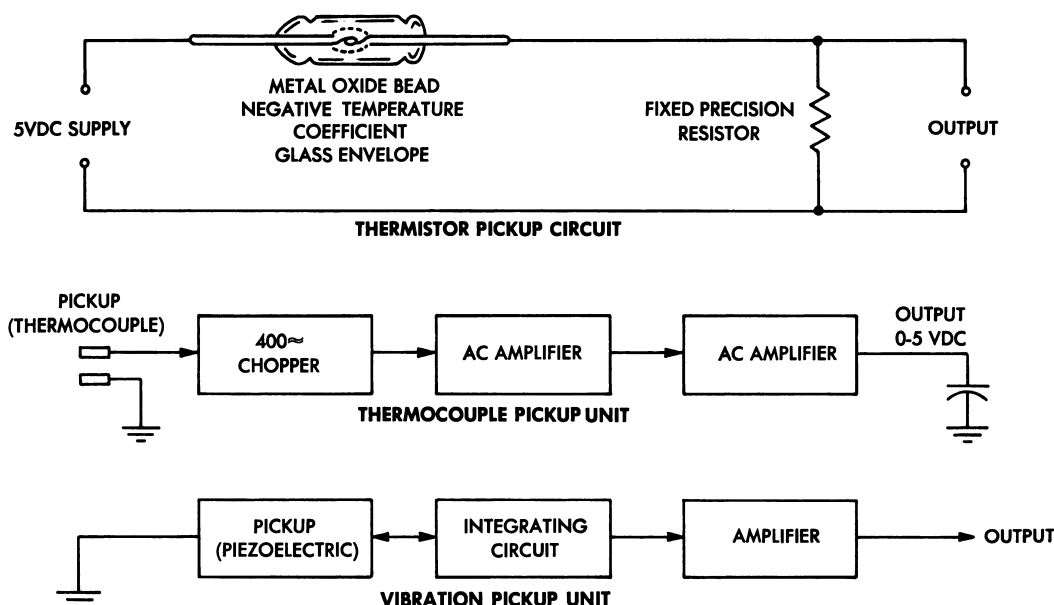 METAL OXIDE BEAD
NEGATIVE TEMPERATURE
COEFFICIENT
GLASS ENVELOPE
5VDC SUPPLY
FIXED PRECISION
RESISTOR
OUTPUT
THERMISTOR PICKUP CIRCUIT
PICKUP
(THERMOCOUPLE)
400≈
CHOPPER
AC AMPLIFIER
AC AMPLIFIER
OUTPUT
0-5 VDC
THERMOCOUPLE PICKUP UNIT
PICKUP
(PIEZOELECTRIC)
INTEGRATING
CIRCUIT
AMPLIFIER
OUTPUT
VIBRATION PICKUP UNIT